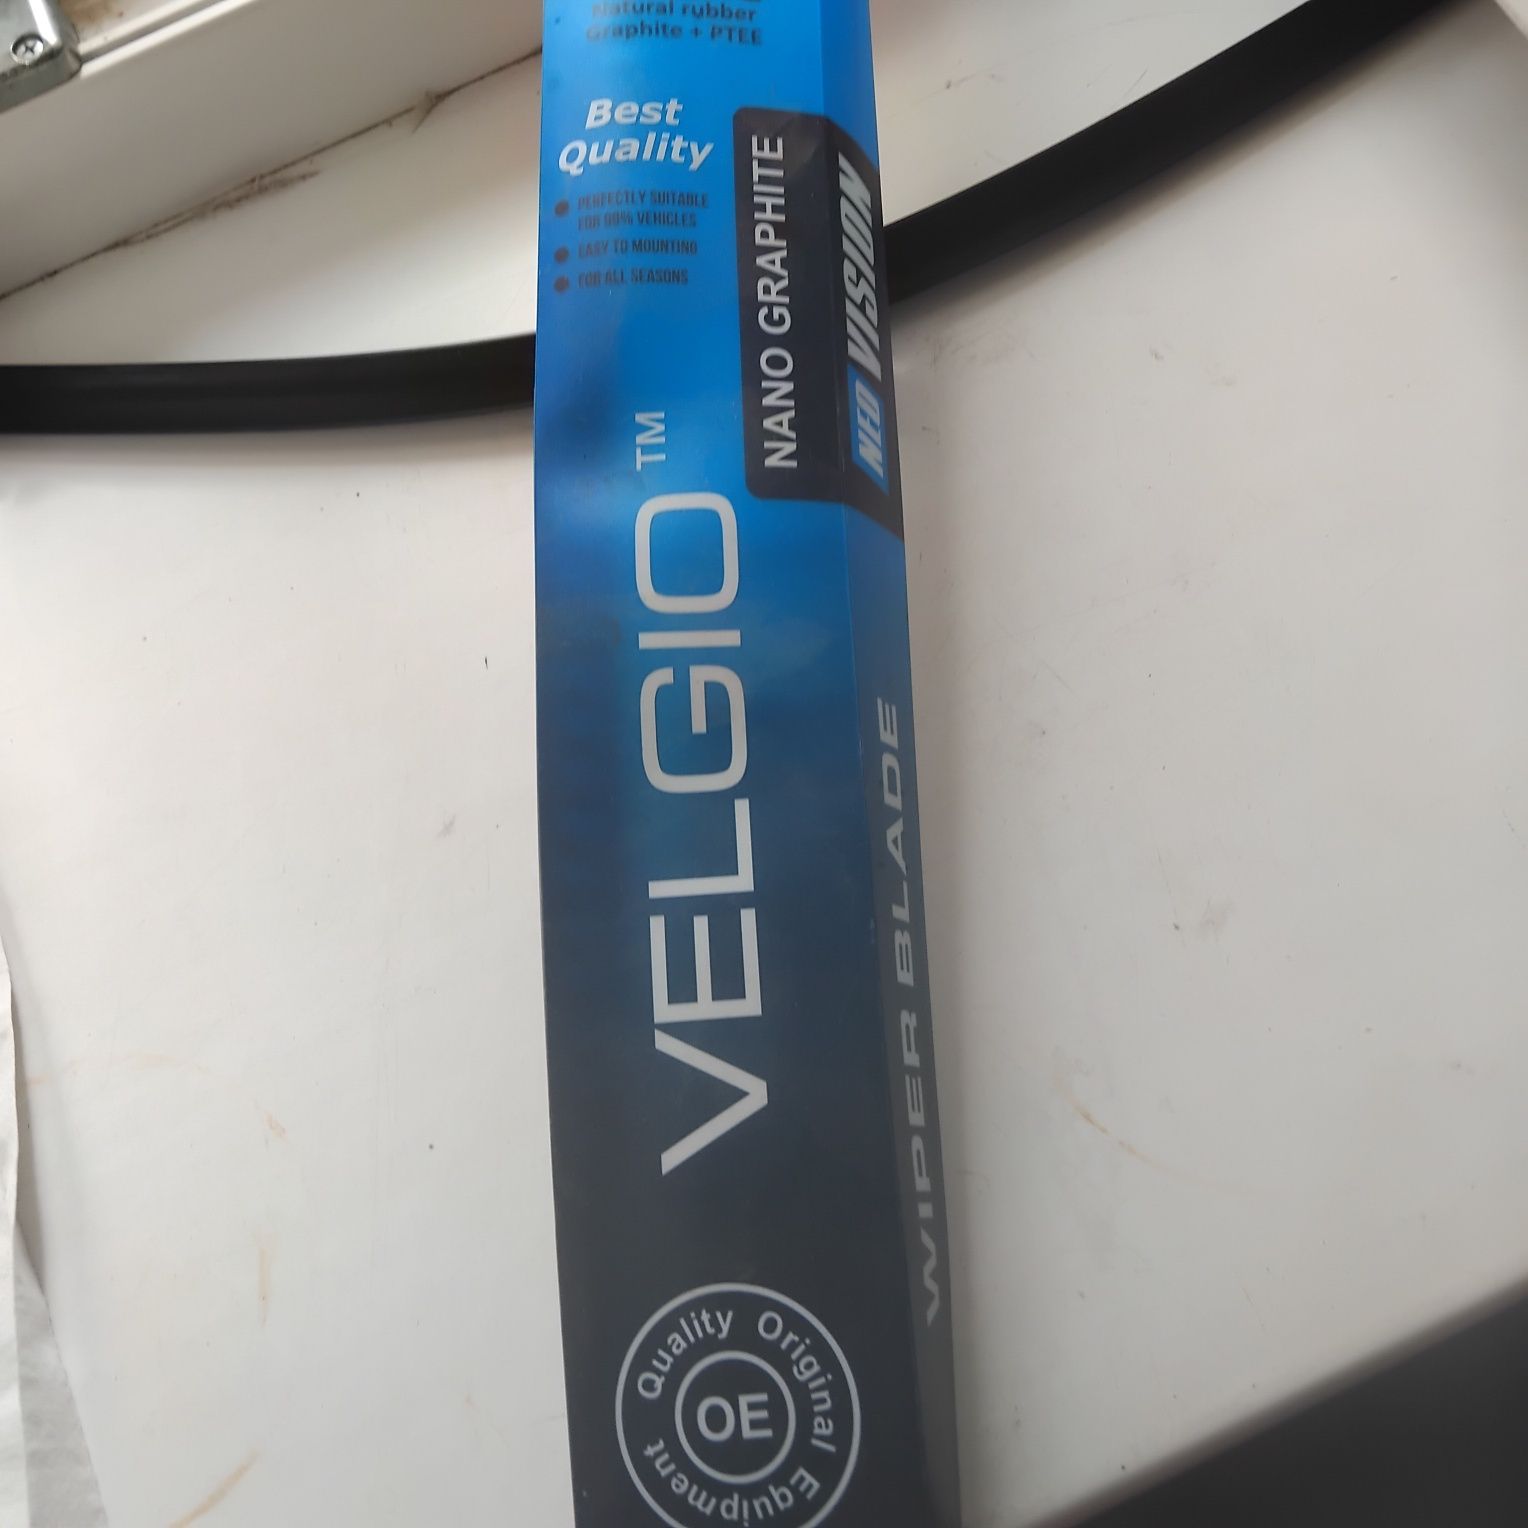 Natural rubber
Graphite + PTEE
Best
Quality
PERFECTLY SUITABLE
FOR 99% VEHICLES
EASY TO MOUNTING
FOR ALL SEASONS
NANO GRAPHITE
NEO VISION
VELGIO™
WIPER BLADE
Quality Original Equipment
OE